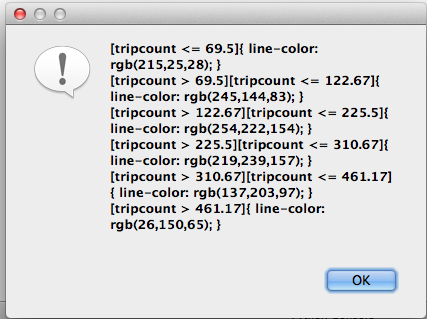 [tripcount <= 69.5]{ line-color:
rgb(215,25,28); }
[tripcount > 69.5][tripcount <= 122.67]{
line-color: rgb(245,144,83); }
[tripcount > 122.67][tripcount <= 225.5]{
line-color: rgb(254,222,154); }
[tripcount > 225.5][tripcount <= 310.67]{
line-color: rgb(219,239,157); }
[tripcount > 310.67][tripcount <= 461.17]
{ line-color: rgb(137,203,97); }
[tripcount > 461.17]{ line-color:
rgb(26,150,65); }
OK